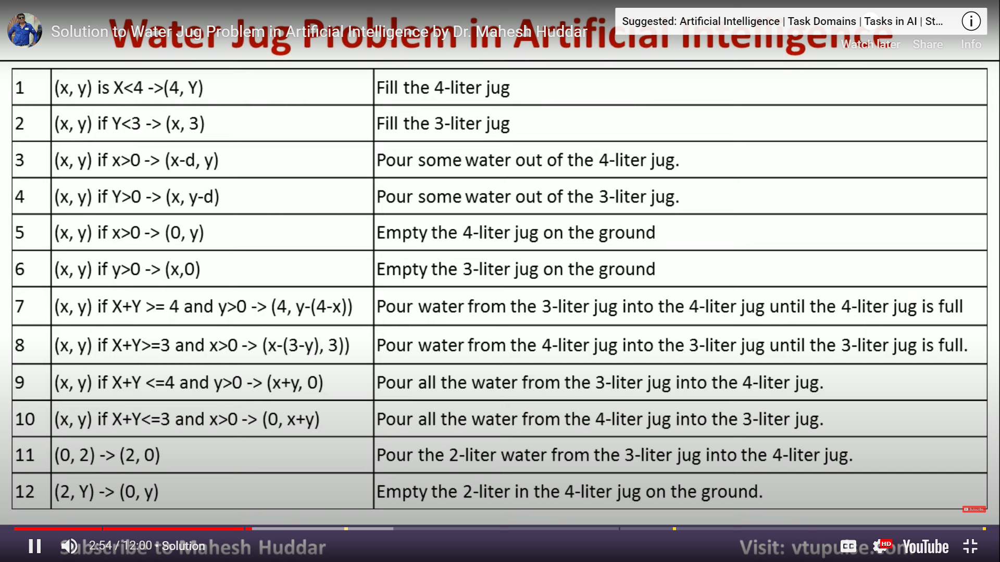 Water Jug Problem in Artificial Intelligence
Solution to Water Jug Problem in Artificial Intelligence by Dr. Mahesh Huddar
Suggested: Artificial Intelligence | Task Domains | Tasks in AI | St...
Watch later Share Info
1 (x, y) is X<4 ->(4, Y) Fill the 4-liter jug
2 (x, y) if Y<3 -> (x, 3) Fill the 3-liter jug
3 (x, y) if x>0 -> (x-d, y) Pour some water out of the 4-liter jug.
4 (x, y) if Y>0 -> (x, y-d) Pour some water out of the 3-liter jug.
5 (x, y) if x>0 -> (0, y) Empty the 4-liter jug on the ground
6 (x, y) if y>0 -> (x,0) Empty the 3-liter jug on the ground
7 (x, y) if X+Y >= 4 and y>0 -> (4, y-(4-x)) Pour water from the 3-liter jug into the 4-liter jug until the 4-liter jug is full
8 (x, y) if X+Y>=3 and x>0 -> (x-(3-y), 3)) Pour water from the 4-liter jug into the 3-liter jug until the 3-liter jug is full.
9 (x, y) if X+Y <=4 and y>0 -> (x+y, 0) Pour all the water from the 3-liter jug into the 4-liter jug.
10 (x, y) if X+Y<=3 and x>0 -> (0, x+y) Pour all the water from the 4-liter jug into the 3-liter jug.
11 (0, 2) -> (2, 0) Pour the 2-liter water from the 3-liter jug into the 4-liter jug.
12 (2, Y) -> (0, y) Empty the 2-liter in the 4-liter jug on the ground.
Subscribe
Subscribe to Mahesh Huddar Visit: vtupulse.com
2:54 / 12:00 • Solution CC HD YouTube